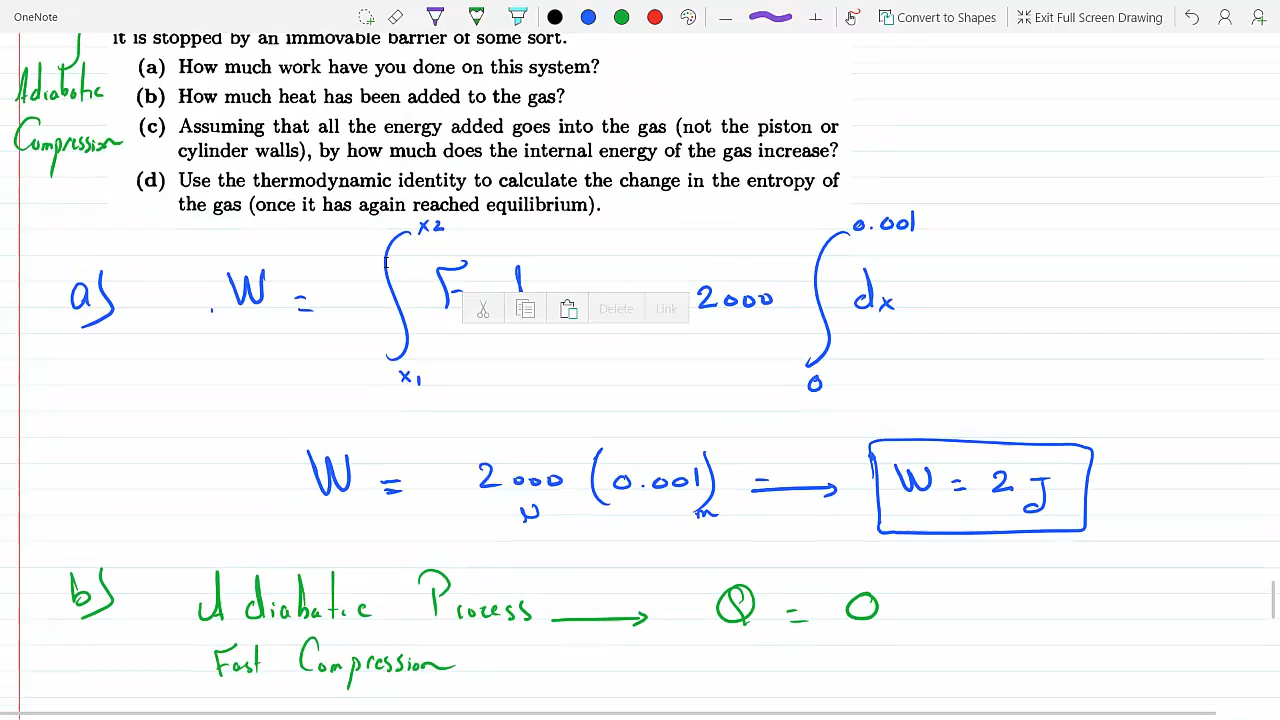 OneNote
Convert to Shapes
Exit Full Screen Drawing
it is stopped by an immovable barrier of some sort.
Adiabatic
Compression
(a) How much work have you done on this system?
(b) How much heat has been added to the gas?
(c) Assuming that all the energy added goes into the gas (not the piston or
cylinder walls), by how much does the internal energy of the gas increase?
(d) Use the thermodynamic identity to calculate the change in the entropy of
the gas (once it has again reached equilibrium).
a) W = ∫ x1 x2 F 2000 ∫ 0 0.001 dx
Delete Link
W = 2000 N (0.001) m = → W = 2 J
b) Adiabatic Process → Q = 0
Fast Compression